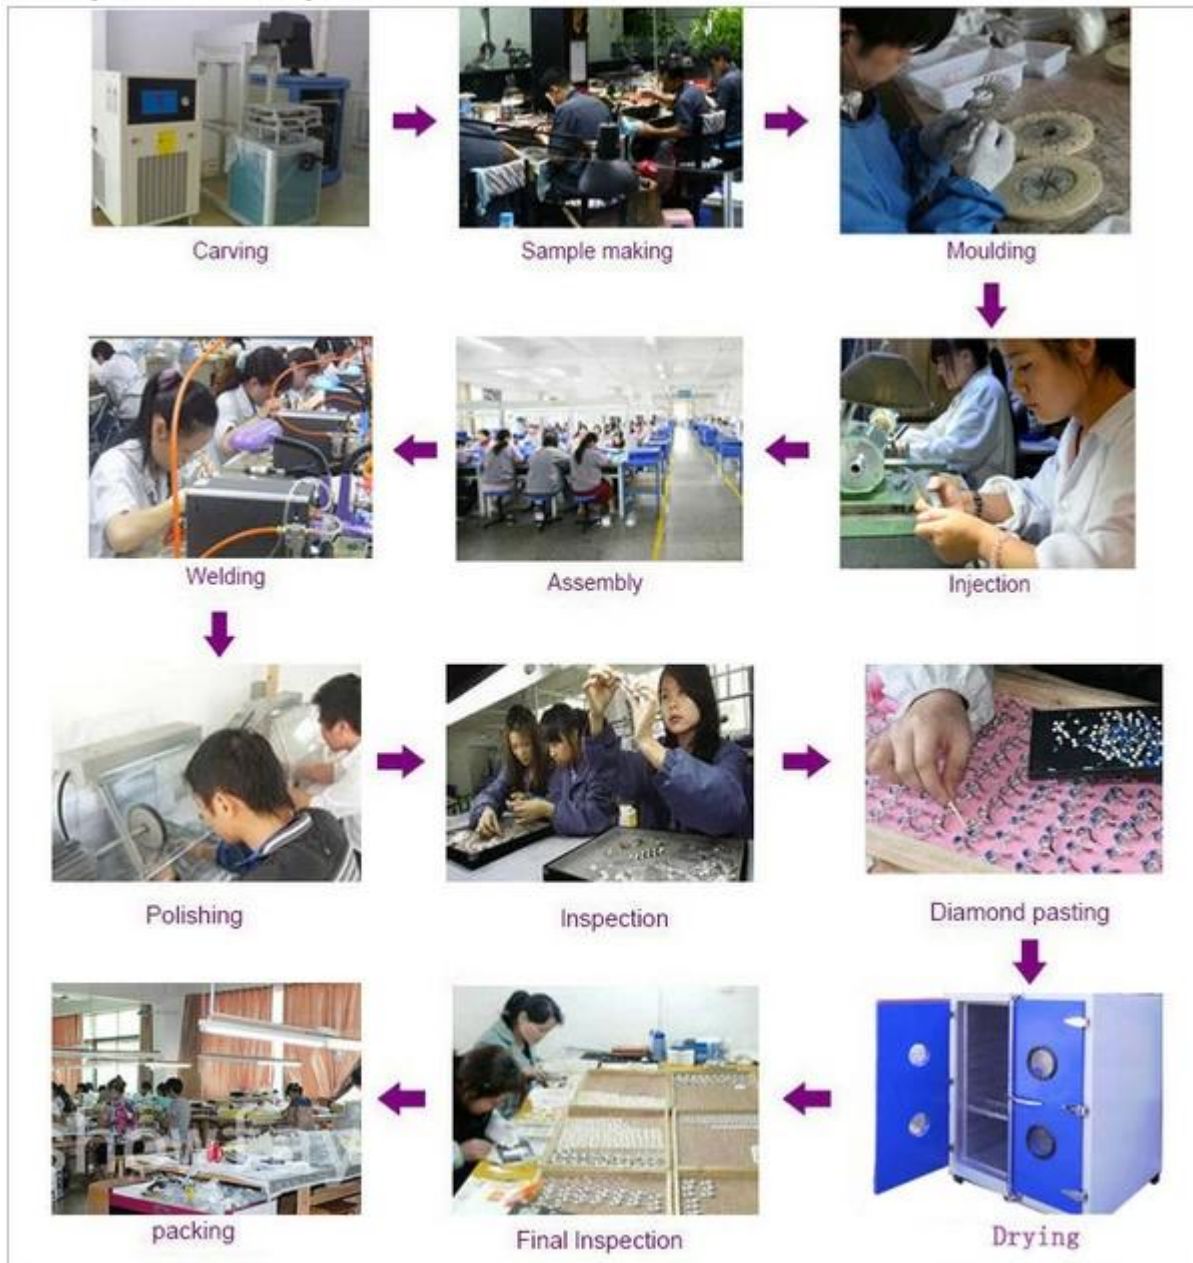 Carving
Sample making
Moulding
Injection
Assembly
Welding
Polishing
Inspection
Diamond pasting
Drying
Final Inspection
packing